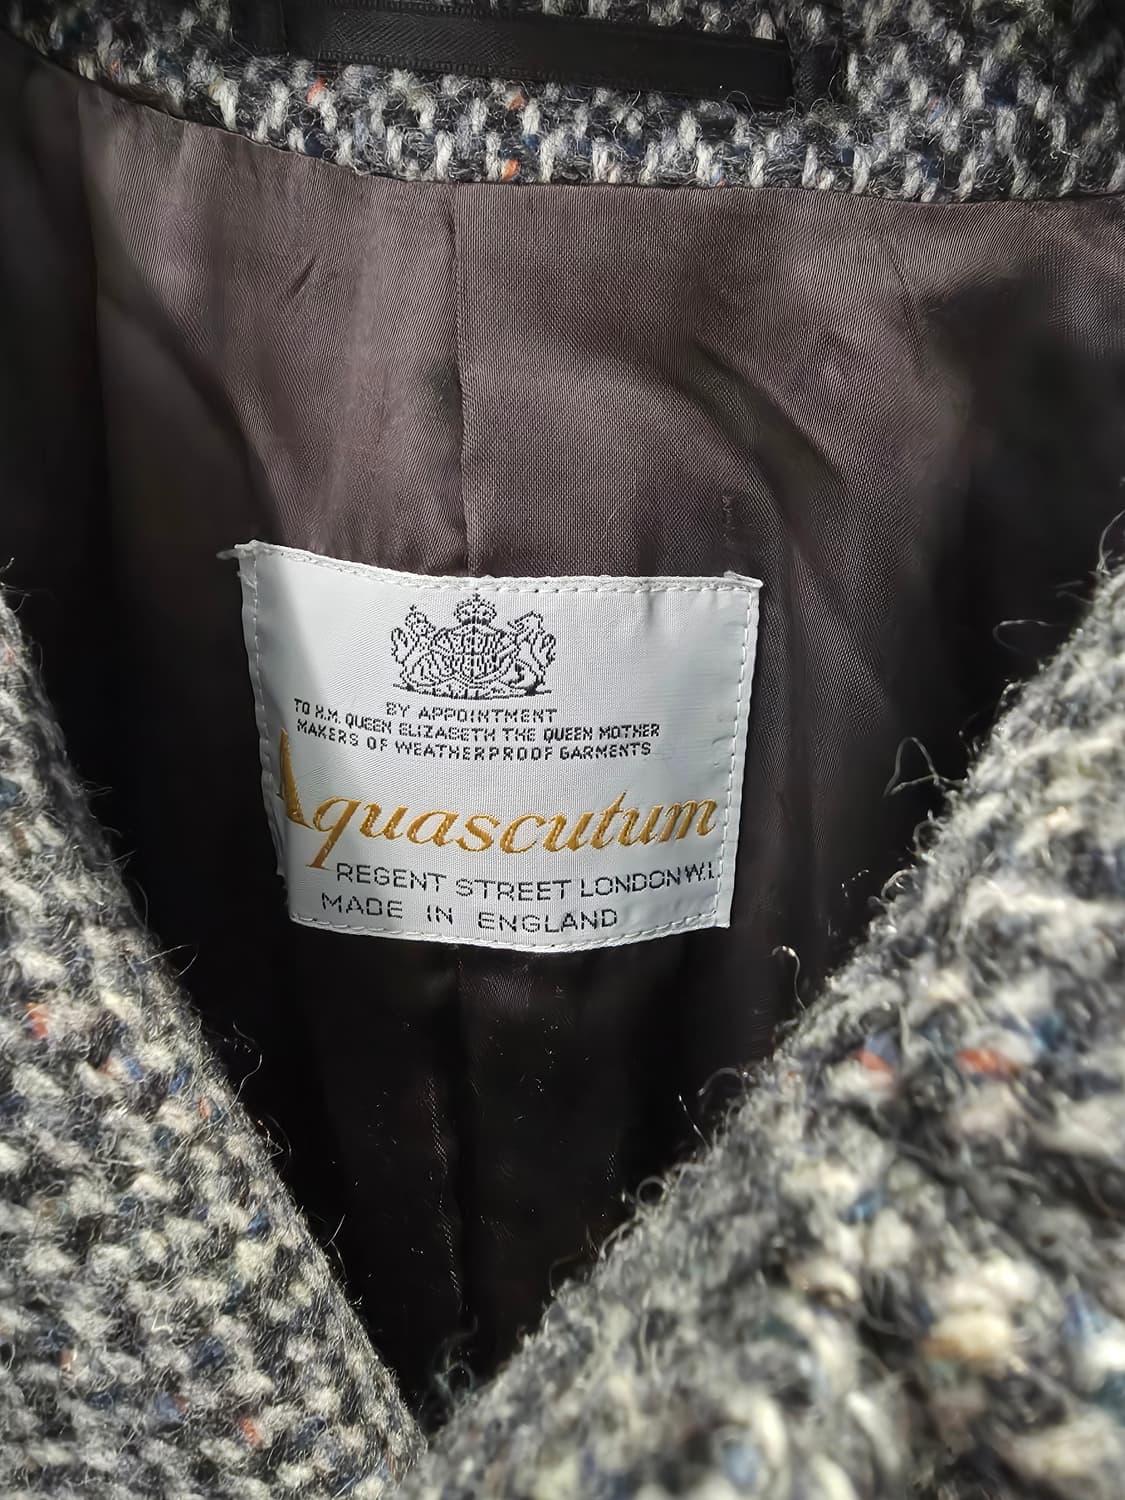 BY APPOINTMENT
TO H.M. QUEEN ELIZABETH THE QUEEN MOTHER
MAKERS OF WEATHERPROOF GARMENTS
Aquascutum
REGENT STREET LONDON W.1.
MADE IN ENGLAND